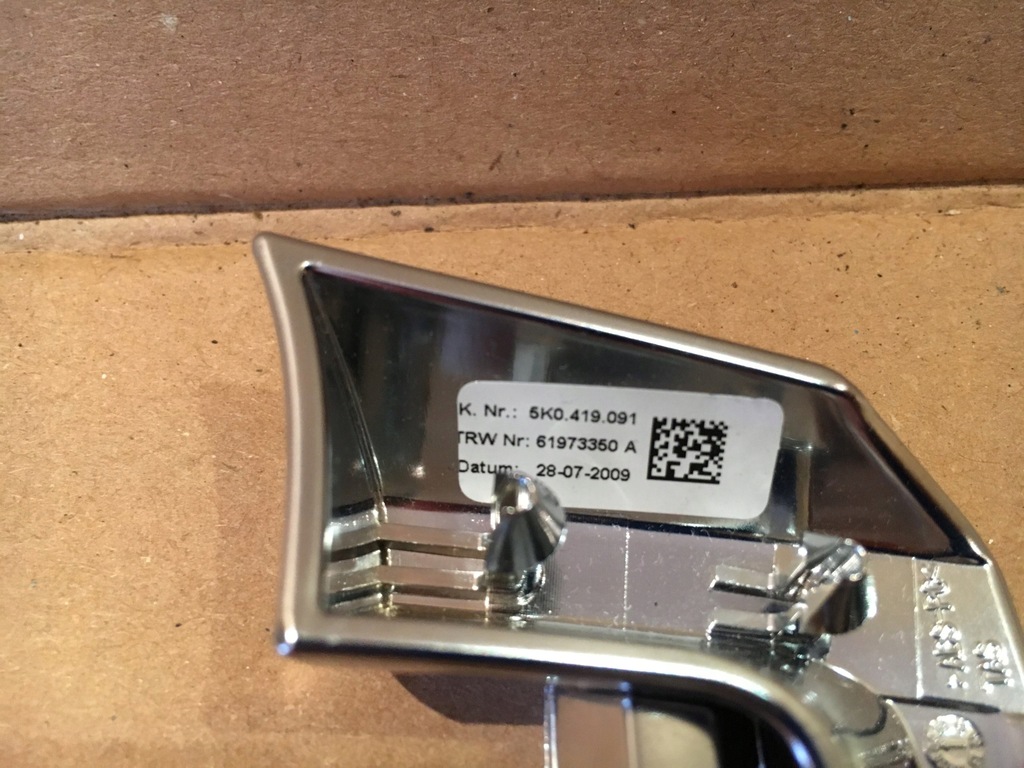 K. Nr.: 5K0.419.091
TRW Nr: 61973350 A
Datum: 28-07-2009